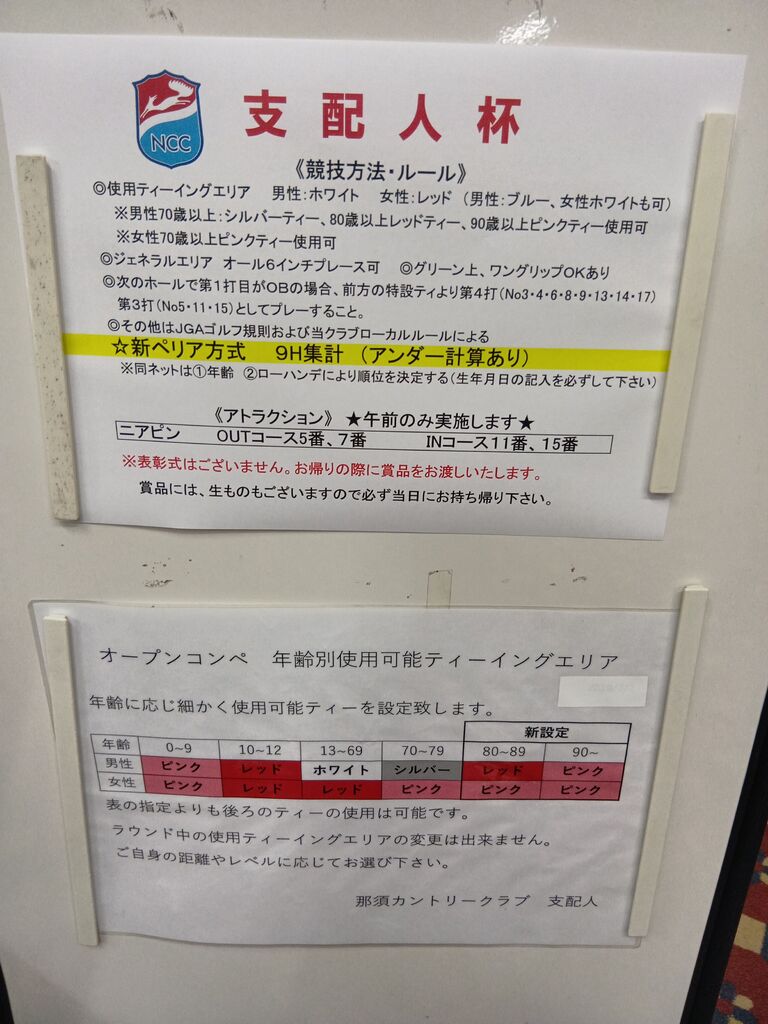 NCC
支配人杯
《競技方法・ルール》
◎使用ティーイングエリア 男性：ホワイト 女性：レッド （男性：ブルー、女性ホワイトも可）
※男性70歳以上：シルバーティー、80歳以上レッドティー、90歳以上ピンクティー使用可
※女性70歳以上ピンクティー使用可
◎ジェネラルエリア オール６インチプレース可 ◎グリーン上、ワングリップOKあり
◎次のホールで第１打目がOBの場合、前方の特設ティより第４打（No3・4・6・8・9・13・14・17）
第３打（No5・11・15）としてプレーすること。
◎その他はJGAゴルフ規則および当クラブローカルルールによる
☆新ペリア方式 ９H集計 （アンダー計算あり）
※同ネットは①年齢 ②ローハンデにより順位を決定する（生年月日の記入を必ずして下さい）
《アトラクション》 ★午前のみ実施します★
ニアピン OUTコース5番、7番 INコース11番、15番
※表彰式はございません。お帰りの際に賞品をお渡しいたします。
賞品には、生ものもございますので必ず当日にお持ち帰り下さい。
オープンコンペ 年齢別使用可能ティーイングエリア
年齢に応じ細かく使用可能ティーを設定致します。
新設定
年齢 0~9 10~12 13~69 70~79 80~89 90~
男性 ピンク レッド ホワイト シルバー レッド ピンク
女性 ピンク レッド レッド ピンク ピンク ピンク
表の指定よりも後ろのティーの使用は可能です。
ラウンド中の使用ティーイングエリアの変更は出来ません。
ご自身の距離やレベルに応じてお選び下さい。
那須カントリークラブ 支配人